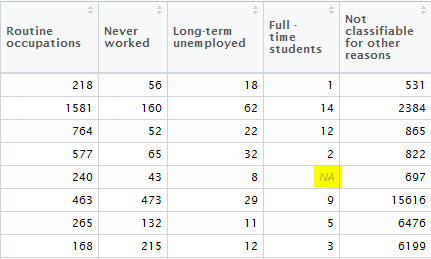 Routine occupations Never worked Long-term unemployed Full - time students Not classifiable for other reasons
218 56 18 1 531
1581 160 62 14 2384
764 52 22 12 865
577 65 32 2 822
240 43 8 NA 697
463 473 29 9 15616
265 132 11 5 6476
168 215 12 3 6199